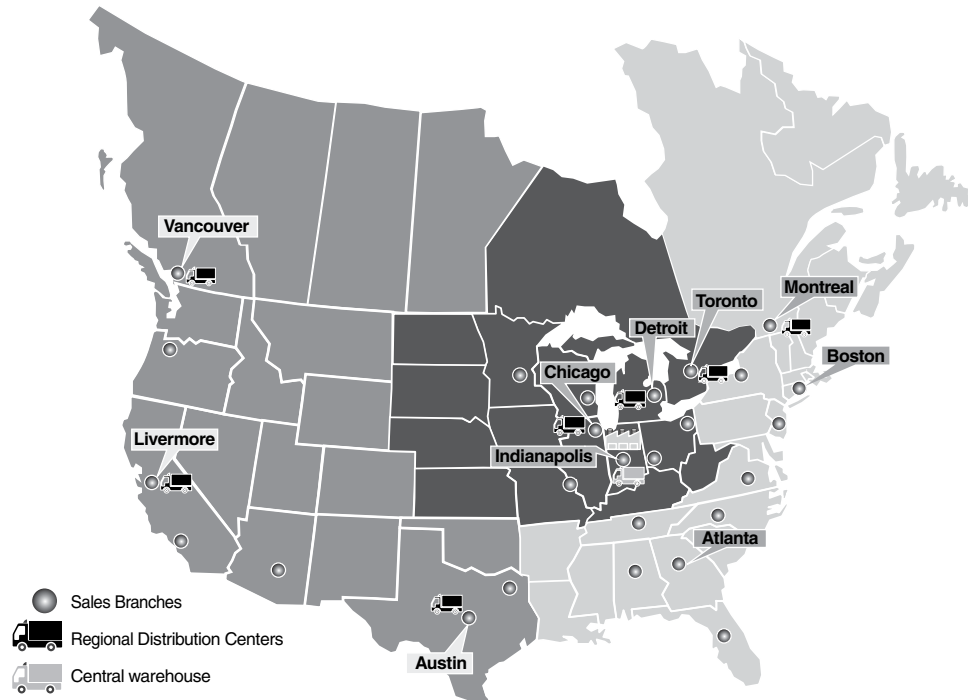 Vancouver
Montreal
Toronto
Detroit
Boston
Chicago
Livermore
Indianapolis
Atlanta
Sales Branches
Regional Distribution Centers
Austin
Central warehouse